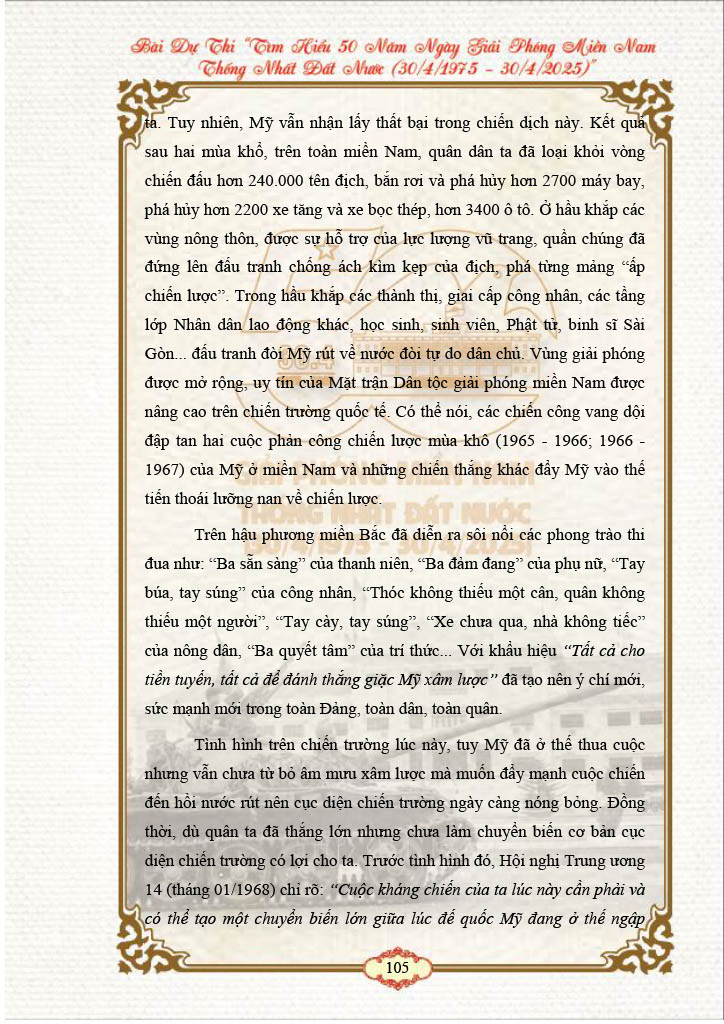 Bài Dự Thi “Tìm Hiểu 50 Năm Ngày Giải Phóng Miền Nam
Thống Nhất Đất Nước (30/4/1975 – 30/4/2025)”
ta. Tuy nhiên, Mỹ vẫn nhận lấy thất bại trong chiến dịch này. Kết quả
sau hai mùa khổ, trên toàn miền Nam, quân dân ta đã loại khỏi vòng
chiến đấu hơn 240.000 tên địch, bắn rơi và phá hủy hơn 2700 máy bay,
phá hủy hơn 2200 xe tăng và xe bọc thép, hơn 3400 ô tô. Ở hầu khắp các
vùng nông thôn, được sự hỗ trợ của lực lượng vũ trang, quần chúng đã
đứng lên đấu tranh chống ách kìm kẹp của địch, phá từng mảng “ấp
chiến lược”. Trong hầu khắp các thành thị, giai cấp công nhân, các tầng
lớp Nhân dân lao động khác, học sinh, sinh viên, Phật tử, binh sĩ Sài
Gòn... đấu tranh đòi Mỹ rút về nước đòi tự do dân chủ. Vùng giải phóng
được mở rộng, uy tín của Mặt trận Dân tộc giải phóng miền Nam được
nâng cao trên chiến trường quốc tế. Có thể nói, các chiến công vang dội
đập tan hai cuộc phản công chiến lược mùa khô (1965 - 1966; 1966 -
1967) của Mỹ ở miền Nam và những chiến thắng khác đẩy Mỹ vào thế
tiến thoái lưỡng nan về chiến lược.
Trên hậu phương miền Bắc đã diễn ra sôi nổi các phong trào thi
đua như: “Ba sẵn sàng” của thanh niên, “Ba đảm đang” của phụ nữ, “Tay
búa, tay súng” của công nhân, “Thóc không thiếu một cân, quân không
thiếu một người”, “Tay cày, tay súng”, “Xe chưa qua, nhà không tiếc”
của nông dân, “Ba quyết tâm” của trí thức... Với khẩu hiệu “Tất cả cho
tiền tuyến, tất cả để đánh thắng giặc Mỹ xâm lược” đã tạo nên ý chí mới,
sức mạnh mới trong toàn Đảng, toàn dân, toàn quân.
Tình hình trên chiến trường lúc này, tuy Mỹ đã ở thế thua cuộc
nhưng vẫn chưa từ bỏ âm mưu xâm lược mà muốn đẩy mạnh cuộc chiến
đến hồi nước rút nên cục diện chiến trường ngày càng nóng bỏng. Đồng
thời, dù quân ta đã thắng lớn nhưng chưa làm chuyển biến cơ bản cục
diện chiến trường có lợi cho ta. Trước tình hình đó, Hội nghị Trung ương
14 (tháng 01/1968) chỉ rõ: “Cuộc kháng chiến của ta lúc này cần phải và
có thể tạo một chuyển biến lớn giữa lúc đế quốc Mỹ đang ở thế ngập
30.4
GIẢI PHÓNG MIỀN NAM
THỐNG NHẤT ĐẤT NƯỚC
(30/4/1975 - 30/4/2025)
105